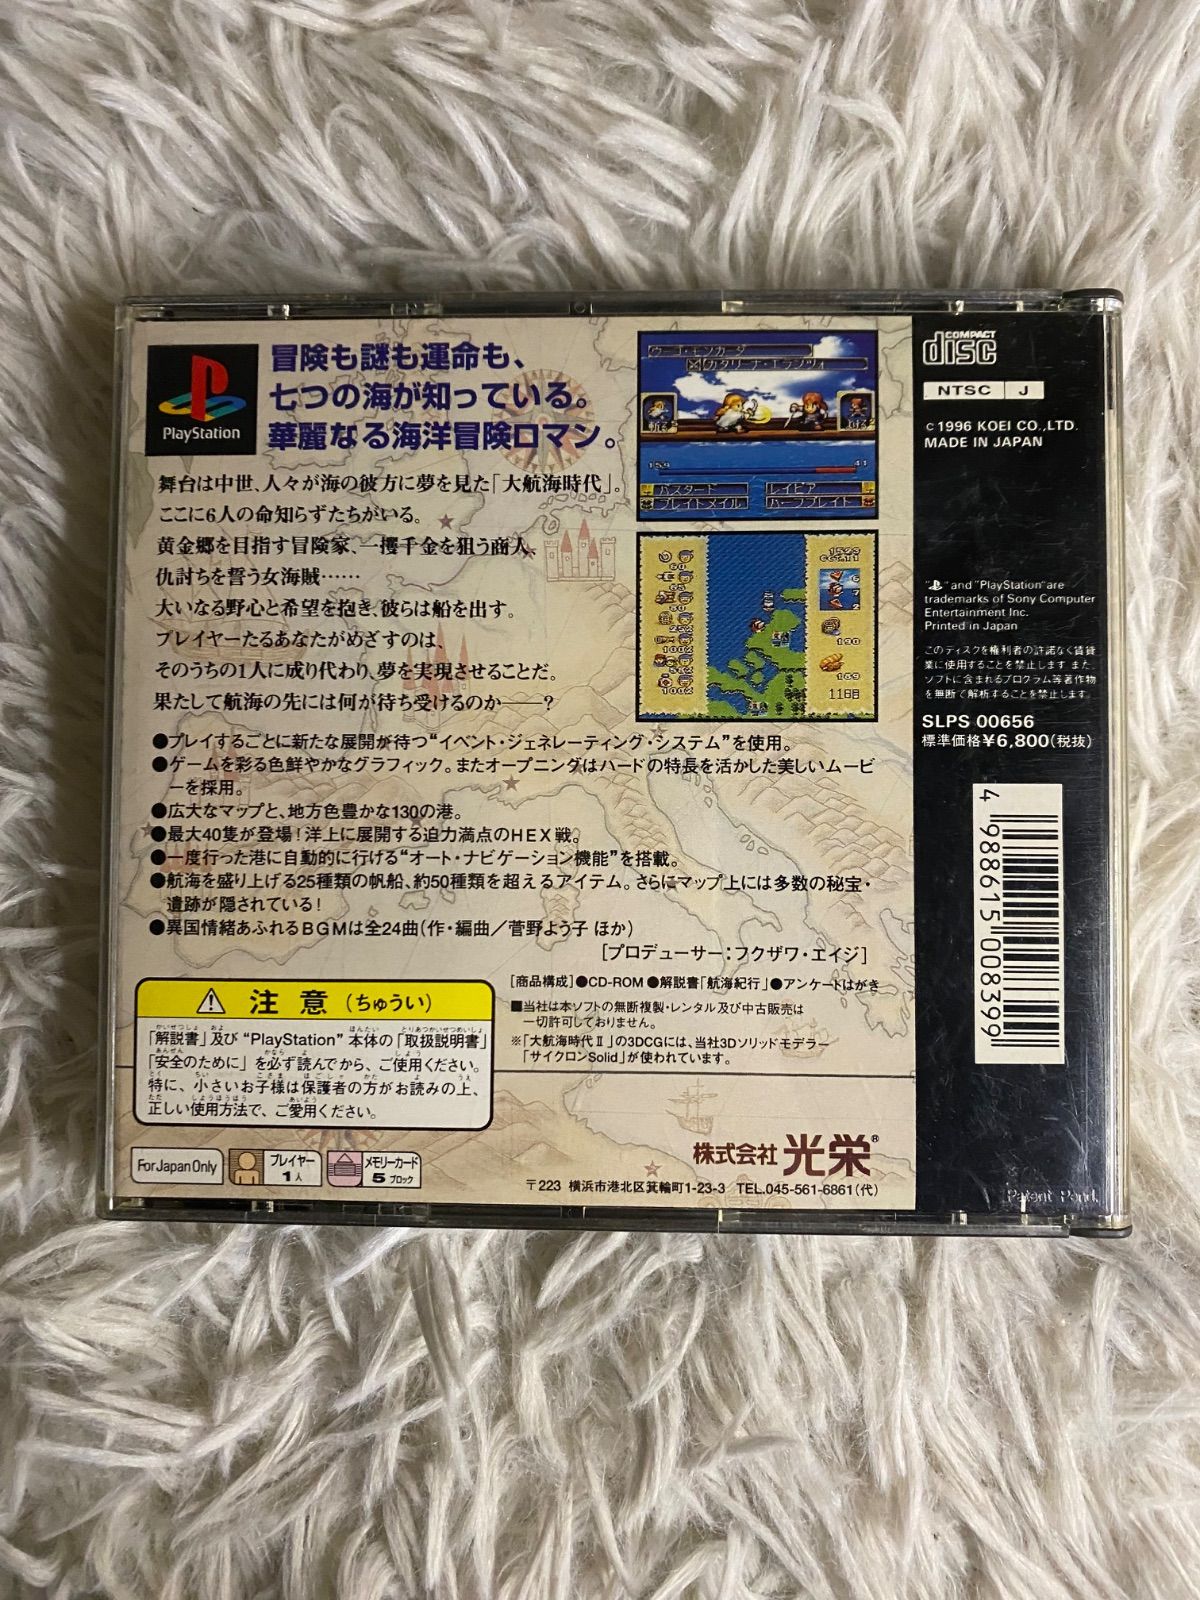 PlayStation
冒険も謎も運命も、
七つの海が知っている。
華麗なる海洋冒険ロマン。
舞台は中世、人々が海の彼方に夢を見た「大航海時代」。
ここに6人の命知らずたちがいる。
黄金郷を目指す冒険家、一攫千金を狙う商人、
仇討ちを誓う女海賊……
大いなる野心と希望を抱き、彼らは船を出す。
プレイヤーたるあなたがめざすのは、
そのうちの1人に成り代わり、夢を実現させることだ。
果たして航海の先には何が待ち受けるのか――?
●プレイするごとに新たな展開が待つ“イベント・ジェネレーティング・システム”を使用。
●ゲームを彩る色鮮やかなグラフィック。またオープニングはハードの特長を活かした美しいムービ
ーを採用。
●広大なマップと、地方色豊かな130の港。
●最大40隻が登場!洋上に展開する迫力満点のHEX戦。
●一度行った港に自動的に行ける“オート・ナビゲーション機能”を搭載。
●航海を盛り上げる25種類の帆船、約50種類を超えるアイテム。さらにマップ上には多数の秘宝・
遺跡が隠されている!
●異国情緒あふれるBGMは全24曲(作・編曲/菅野よう子 ほか)
[プロデューサー:フクザワ・エイジ]
[商品構成]●CD-ROM●解説書「航海紀行」●アンケートはがき
■当社は本ソフトの無断複製・レンタル及び中古販売は
一切許可しておりません。
※「大航海時代Ⅱ」の3DCGには、当社3Dソリッドモデラー
「サイクロンSolid」が使われています。
注意(ちゅうい)
「解説書」及び“PlayStation”本体の「取扱説明書」
「安全のために」を必ず読んでから、ご使用ください。
特に、小さいお子様は保護者の方がお読みの上、
正しい使用方法で、ご愛用ください。
For Japan Only
プレイヤー
1人
メモリーカード
5ブロック
株式会社 光栄®
〒223 横浜市港北区箕輪町1-23-3 TEL.045-561-6861(代)
ウーゴ・モンカーダ
カタリーナ・エランツォ
159
41
バスタード
レイピア
プレイトメイル
ハーフプレイト
190
189
118日
COMPACT
disc
NTSC J
©1996 KOEI CO.,LTD.
MADE IN JAPAN
" " and "PlayStation" are
trademarks of Sony Computer
Entertainment Inc.
Printed in Japan
このディスクを権利者の許諾なく賃貸
業に使用することを禁止します。また、
ソフトに含まれるプログラム等著作物
を無断で解析することを禁止します。
SLPS 00656
標準価格¥6,800(税抜)
4 988615 008399
Patent Pend.